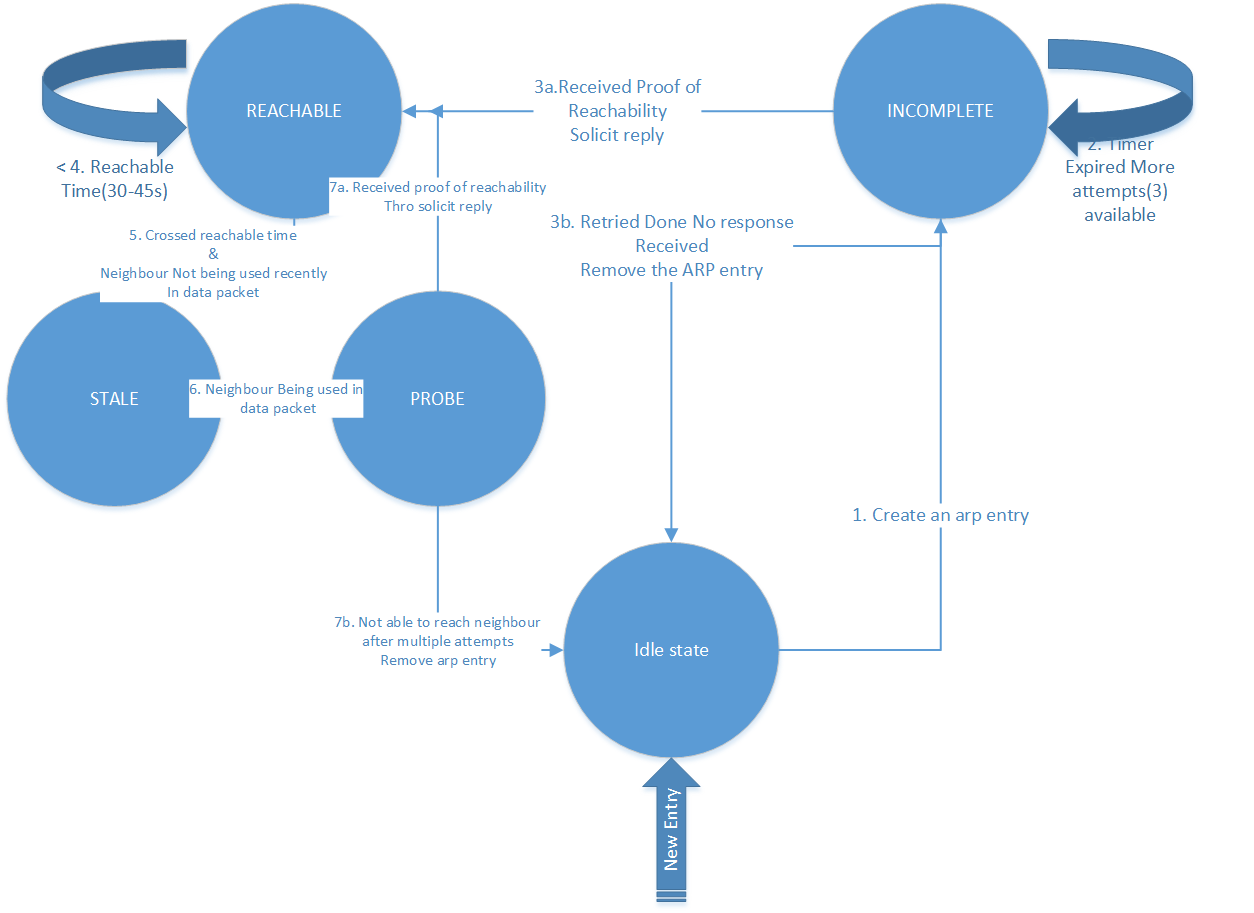 REACHABLE
INCOMPLETE
3a.Received Proof of
Reachability
Solicit reply
< 4. Reachable
Time(30-45s)
2. Timer
Expired More
attempts(3)
available
7a. Received proof of reachability
Thro solicit reply
5. Crossed reachable time
&
Neighbour Not being used recently
In data packet
3b. Retried Done No response
Received
Remove the ARP entry
STALE
6. Neighbour Being used in
data packet
PROBE
1. Create an arp entry
7b. Not able to reach neighbour
after multiple attempts
Remove arp entry
Idle state
New Entry